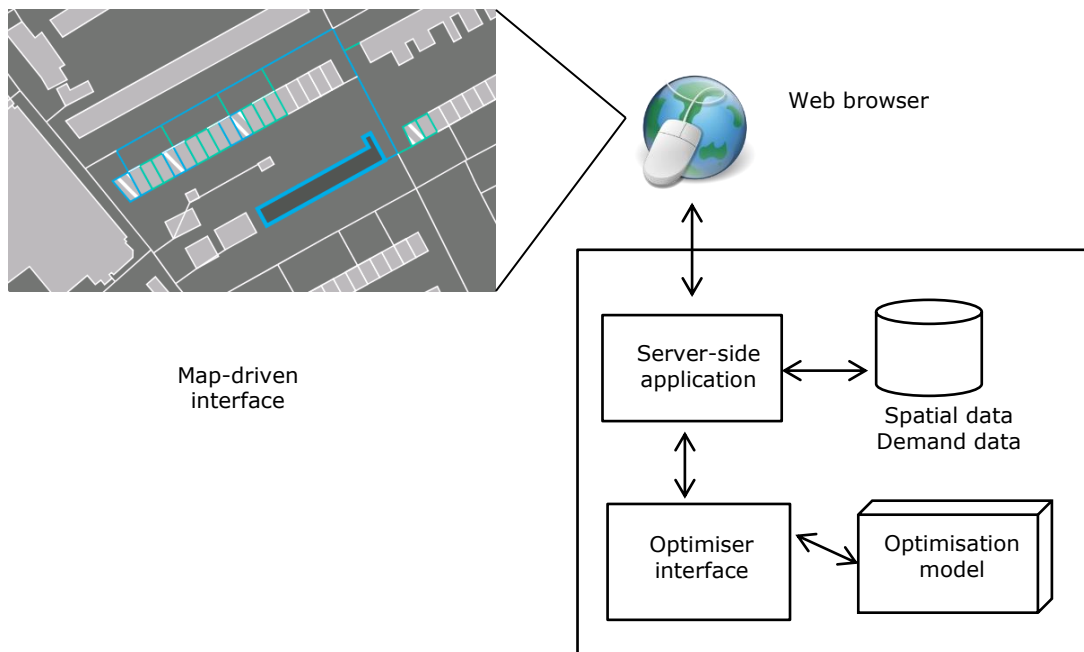 Web browser
Server-side
application
Map-driven
interface
Spatial data
Demand data
Optimiser
interface
Optimisation
model